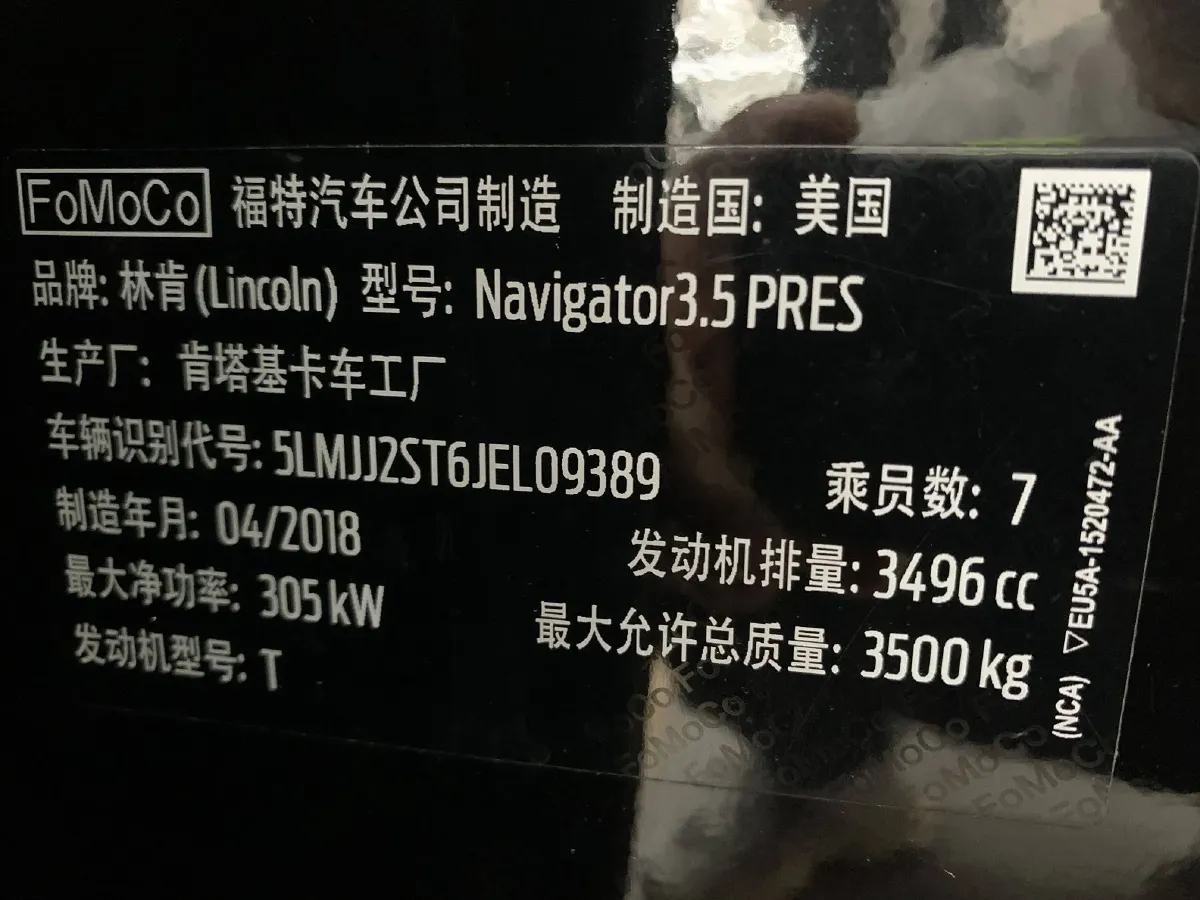 FoMoCo 福特汽车公司制造 制造国: 美国
品牌: 林肯(Lincoln) 型号: Navigator3.5 PRES
生产厂: 肯塔基卡车工厂
车辆识别代号: 5LMJJ2ST6JEL09389
乘员数: 7
制造年月: 04/2018
发动机排量: 3496 cc
最大净功率: 305 kW
最大允许总质量: 3500 kg
发动机型号: T
(NCA) ▽EU5A-1520472-AA
FoMoCo
FoMoCo
FoMoCo